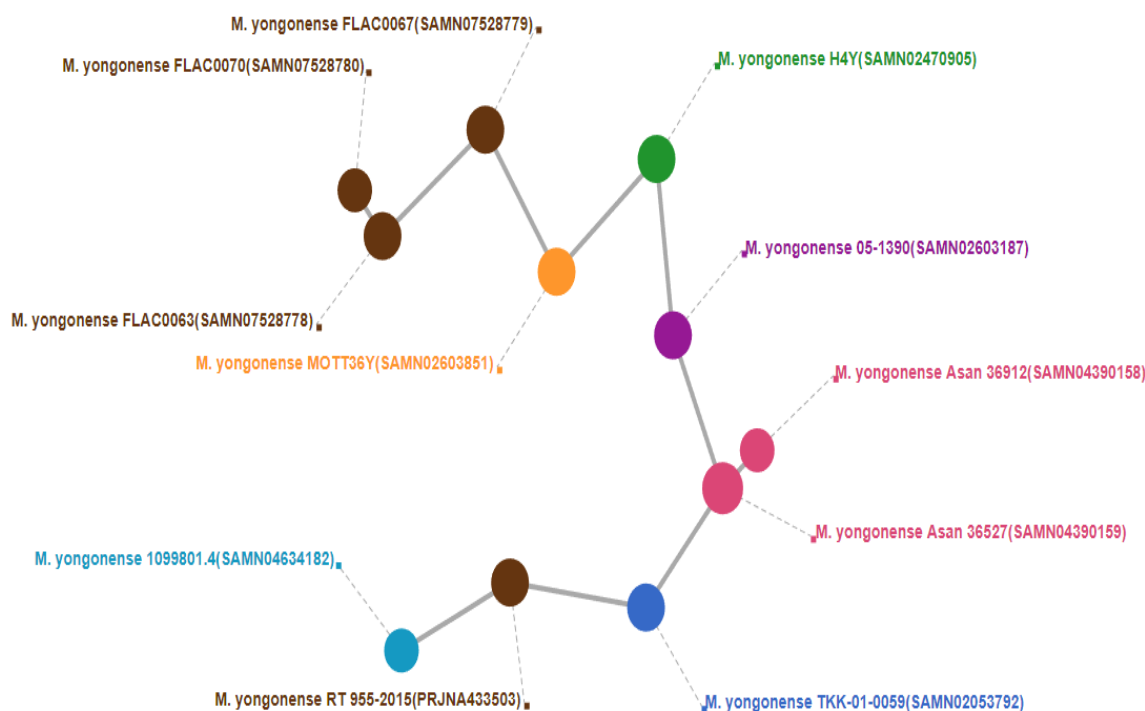 M. yongonense FLAC0067(SAMN07528779)
M. yongonense FLAC0070(SAMN07528780)
M. yongonense H4Y(SAMN02470905)
M. yongonense 05-1390(SAMN02603187)
M. yongonense FLAC0063(SAMN07528778)
M. yongonense MOTT36Y(SAMN02603851)
M. yongonense Asan 36912(SAMN04390158)
M. yongonense Asan 36527(SAMN04390159)
M. yongonense 1099801.4(SAMN04634182)
M. yongonense RT 955-2015(PRJNA433503)
M. yongonense TKK-01-0059(SAMN02053792)